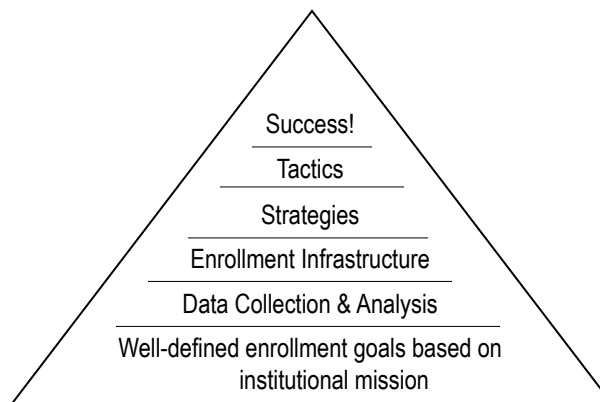 Success!
Tactics
Strategies
Enrollment Infrastructure
Data Collection & Analysis
Well-defined enrollment goals based on
institutional mission